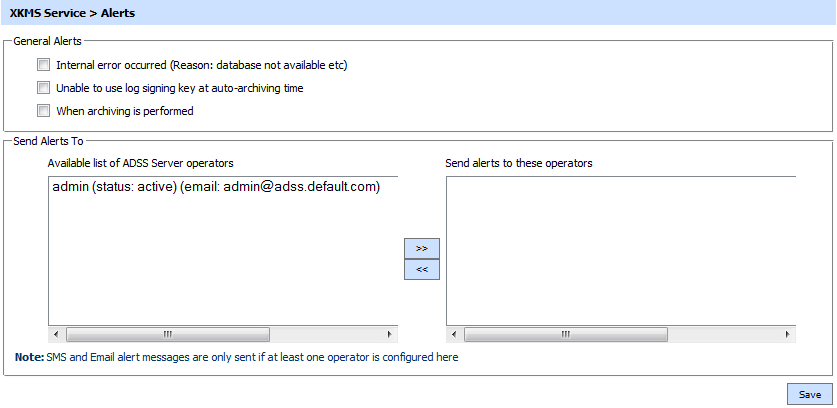 XKMS Service > Alerts
General Alerts
Internal error occurred (Reason: database not available etc)
Unable to use log signing key at auto-archiving time
When archiving is performed
Send Alerts To
Available list of ADSS Server operators
Send alerts to these operators
admin (status: active) (email: admin@adss.default.com)
>>
<<
Note: SMS and Email alert messages are only sent if at least one operator is configured here
Save